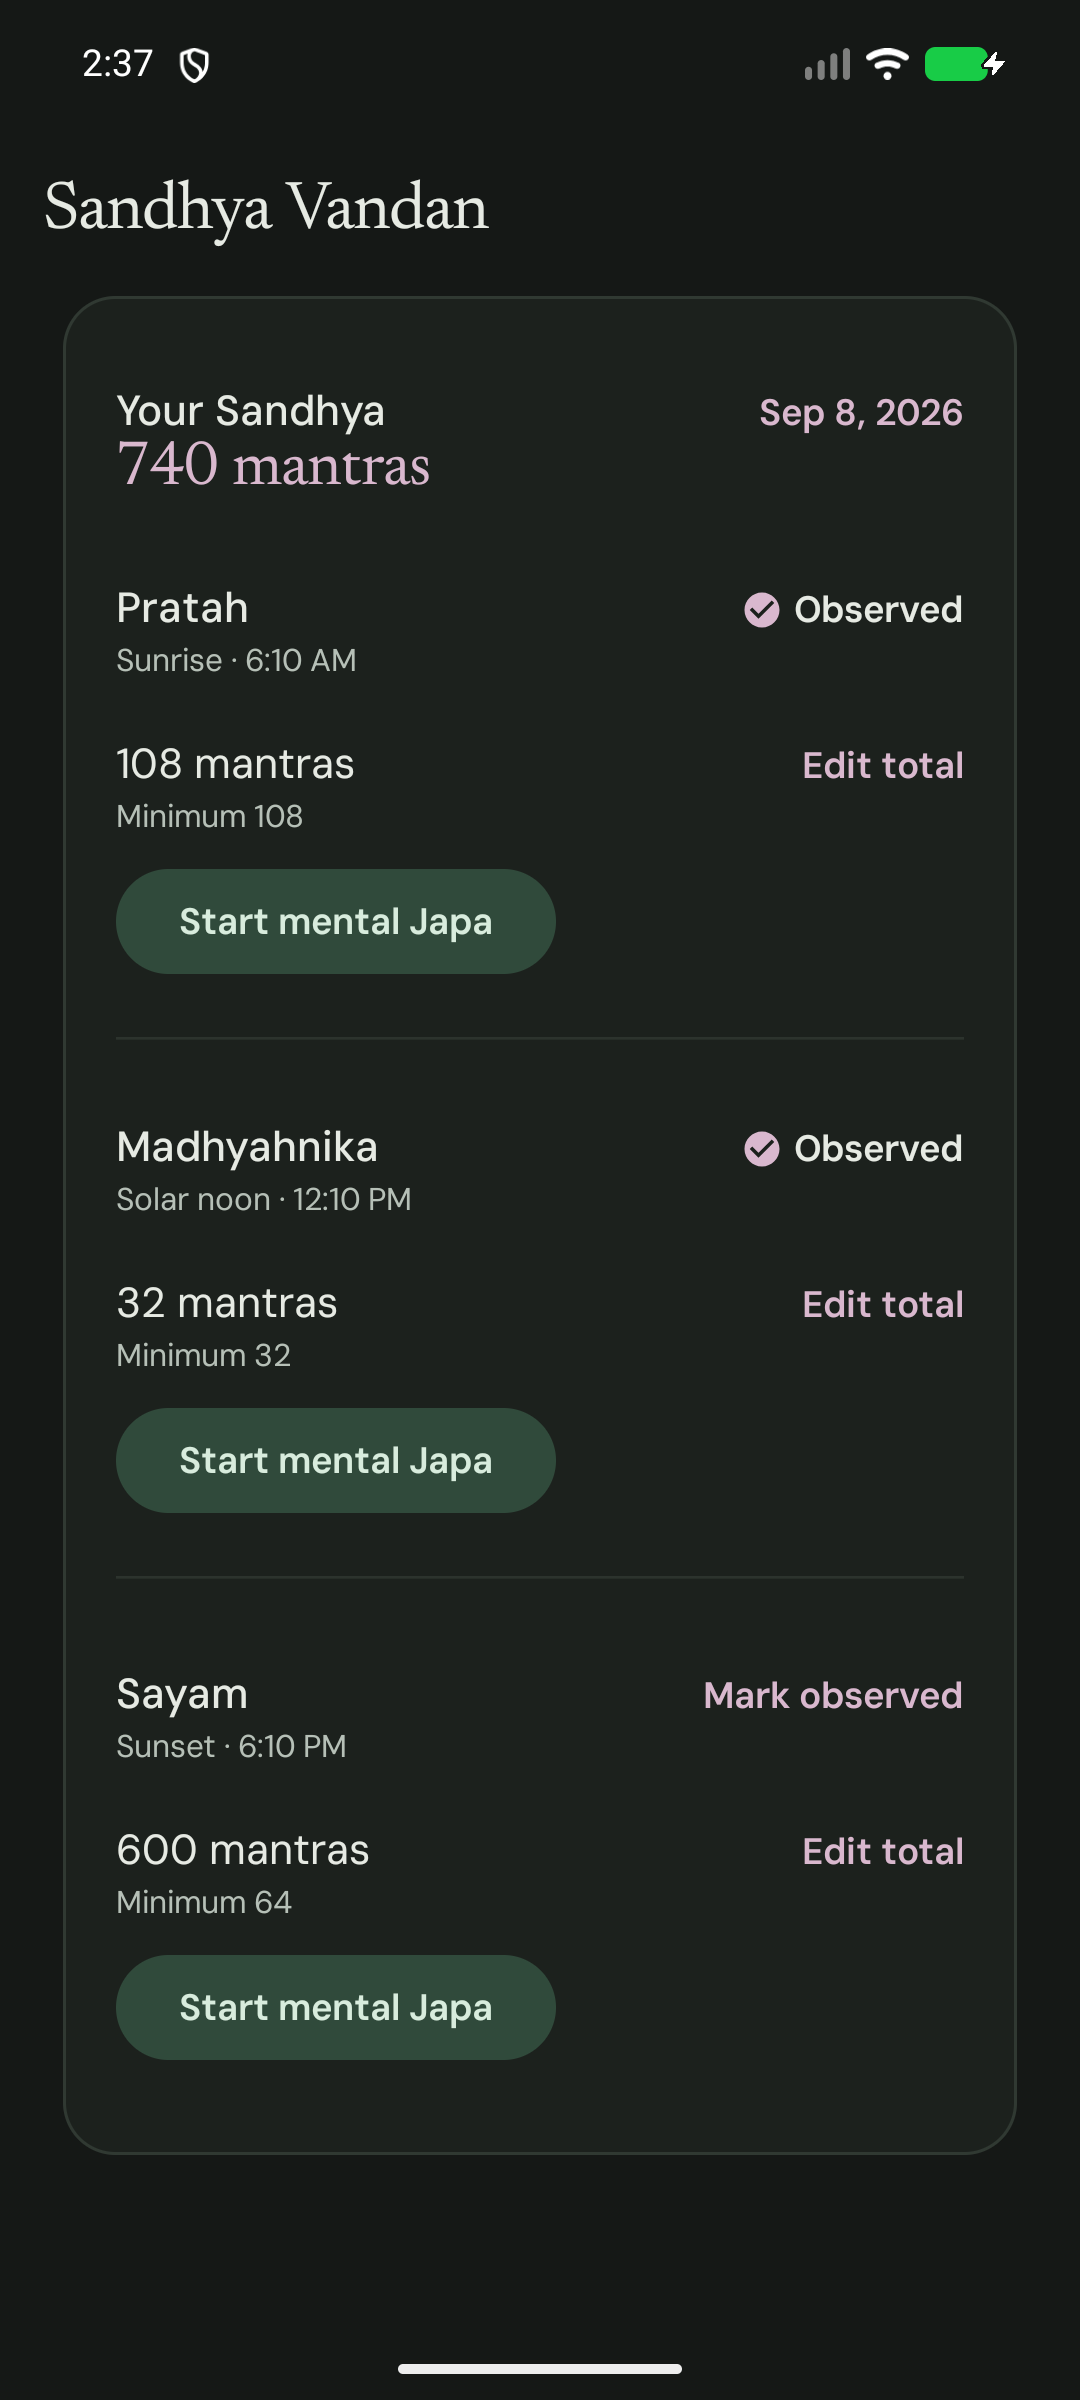 2:37
Sandhya Vandan
Your Sandhya
Sep 8, 2026
740 mantras
Pratah
Observed
Sunrise · 6:10 AM
108 mantras
Edit total
Minimum 108
Start mental Japa
Madhyahnika
Observed
Solar noon · 12:10 PM
32 mantras
Edit total
Minimum 32
Start mental Japa
Sayam
Mark observed
Sunset · 6:10 PM
600 mantras
Edit total
Minimum 64
Start mental Japa